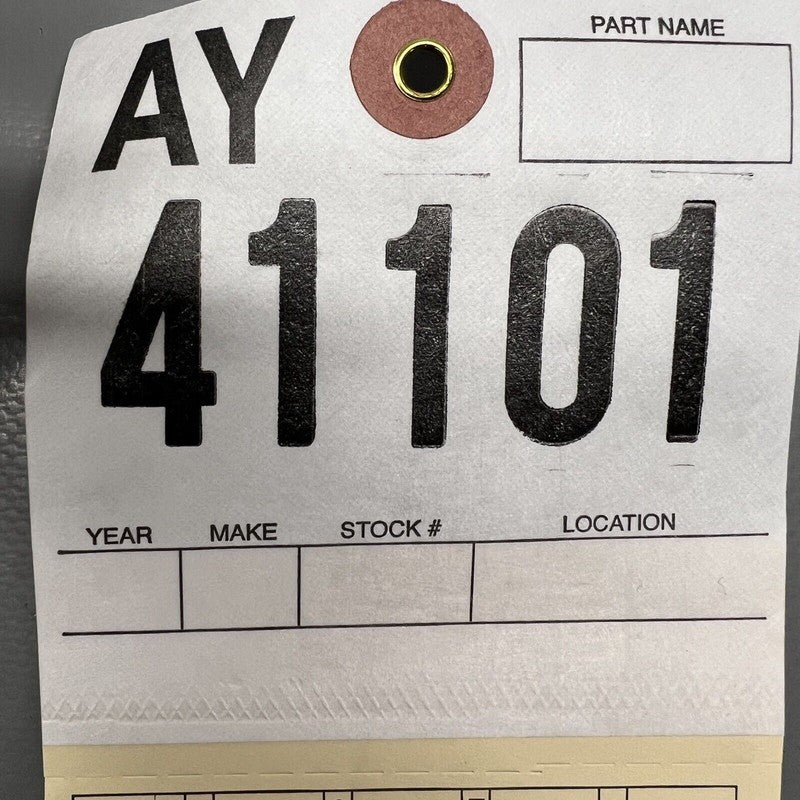 AY
PART NAME
41101
YEAR MAKE STOCK # LOCATION